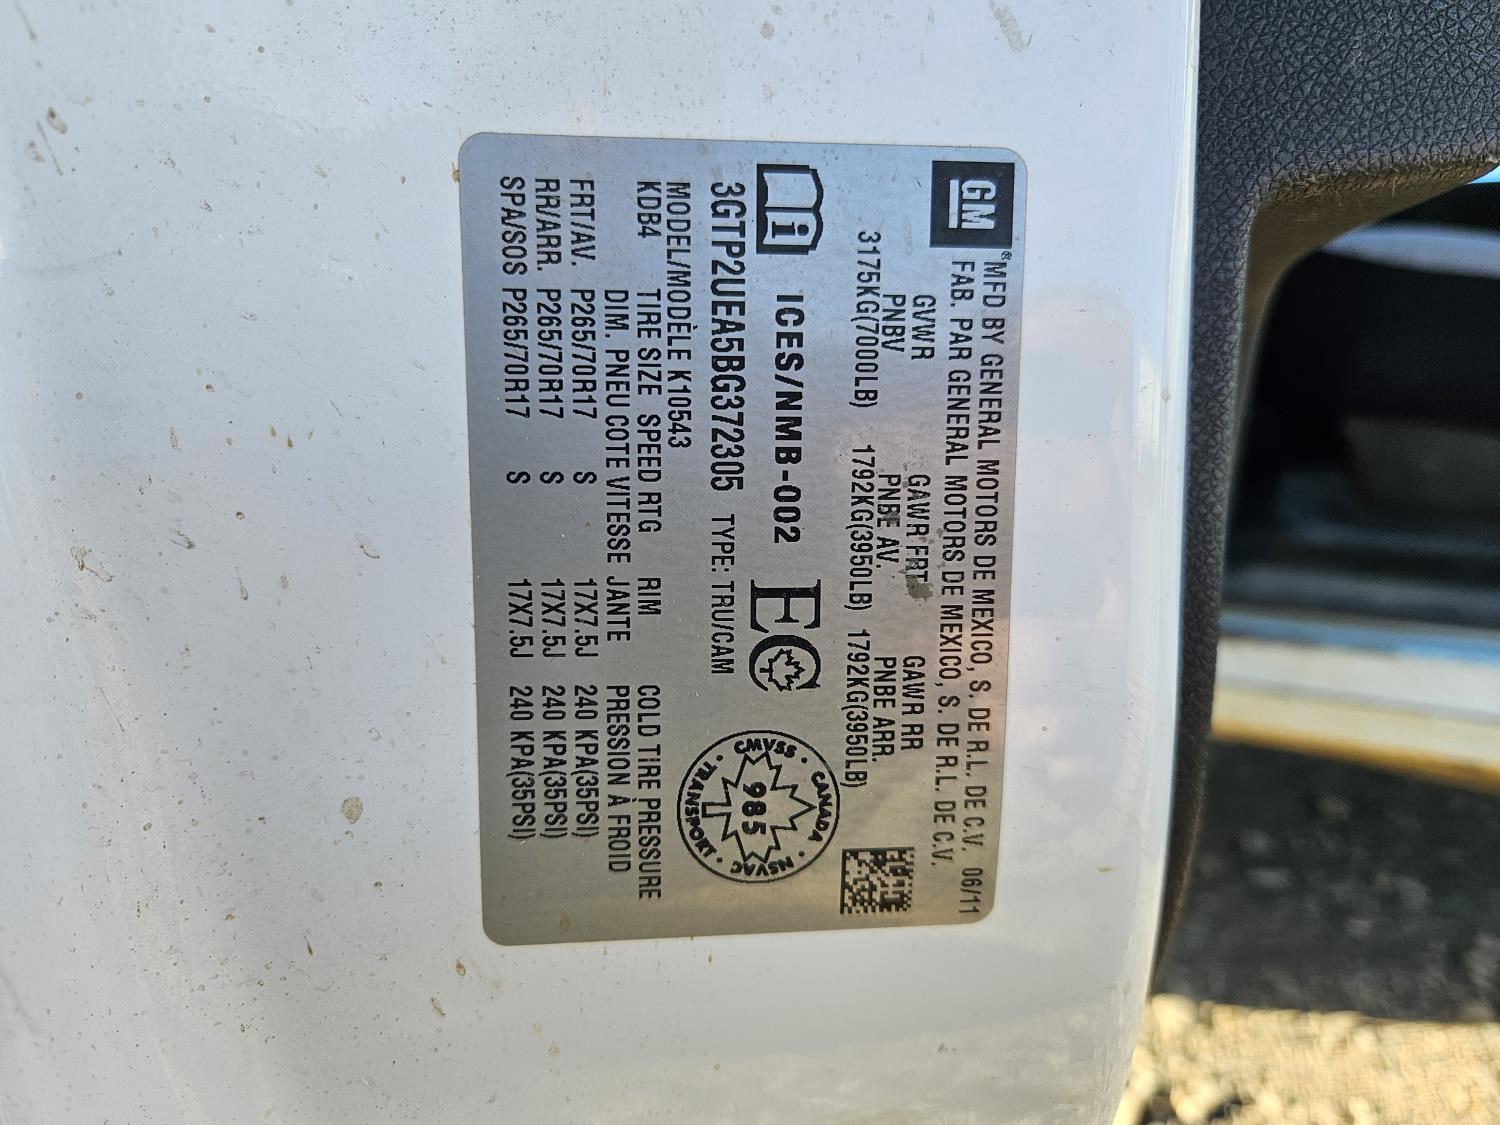 GM
®MFD BY GENERAL MOTORS DE MEXICO, S. DE R.L. DE C.V. 06/11
FAB. PAR GENERAL MOTORS DE MEXICO, S. DE R.L. DE C.V.
GVWR GAWR FRT GAWR RR
PNBV PNBE AV. PNBE ARR.
3175KG(7000LB) 1792KG(3950LB) 1792KG(3950LB)
i ICES/NMB-002 EC
CANADA · NSVAC · TRANSPORT · CMVSS ·
985
3GTP2UEA5BG372305 TYPE: TRU/CAM
MODEL/MODÈLE K10543
KDB4 TIRE SIZE SPEED RTG RIM COLD TIRE PRESSURE
DIM. PNEU COTE VITESSE JANTE PRESSION À FROID
FRT/AV. P265/70R17 S 17X7.5J 240 KPA(35PSI)
RR/ARR. P265/70R17 S 17X7.5J 240 KPA(35PSI)
SPA/SOS P265/70R17 S 17X7.5J 240 KPA(35PSI)